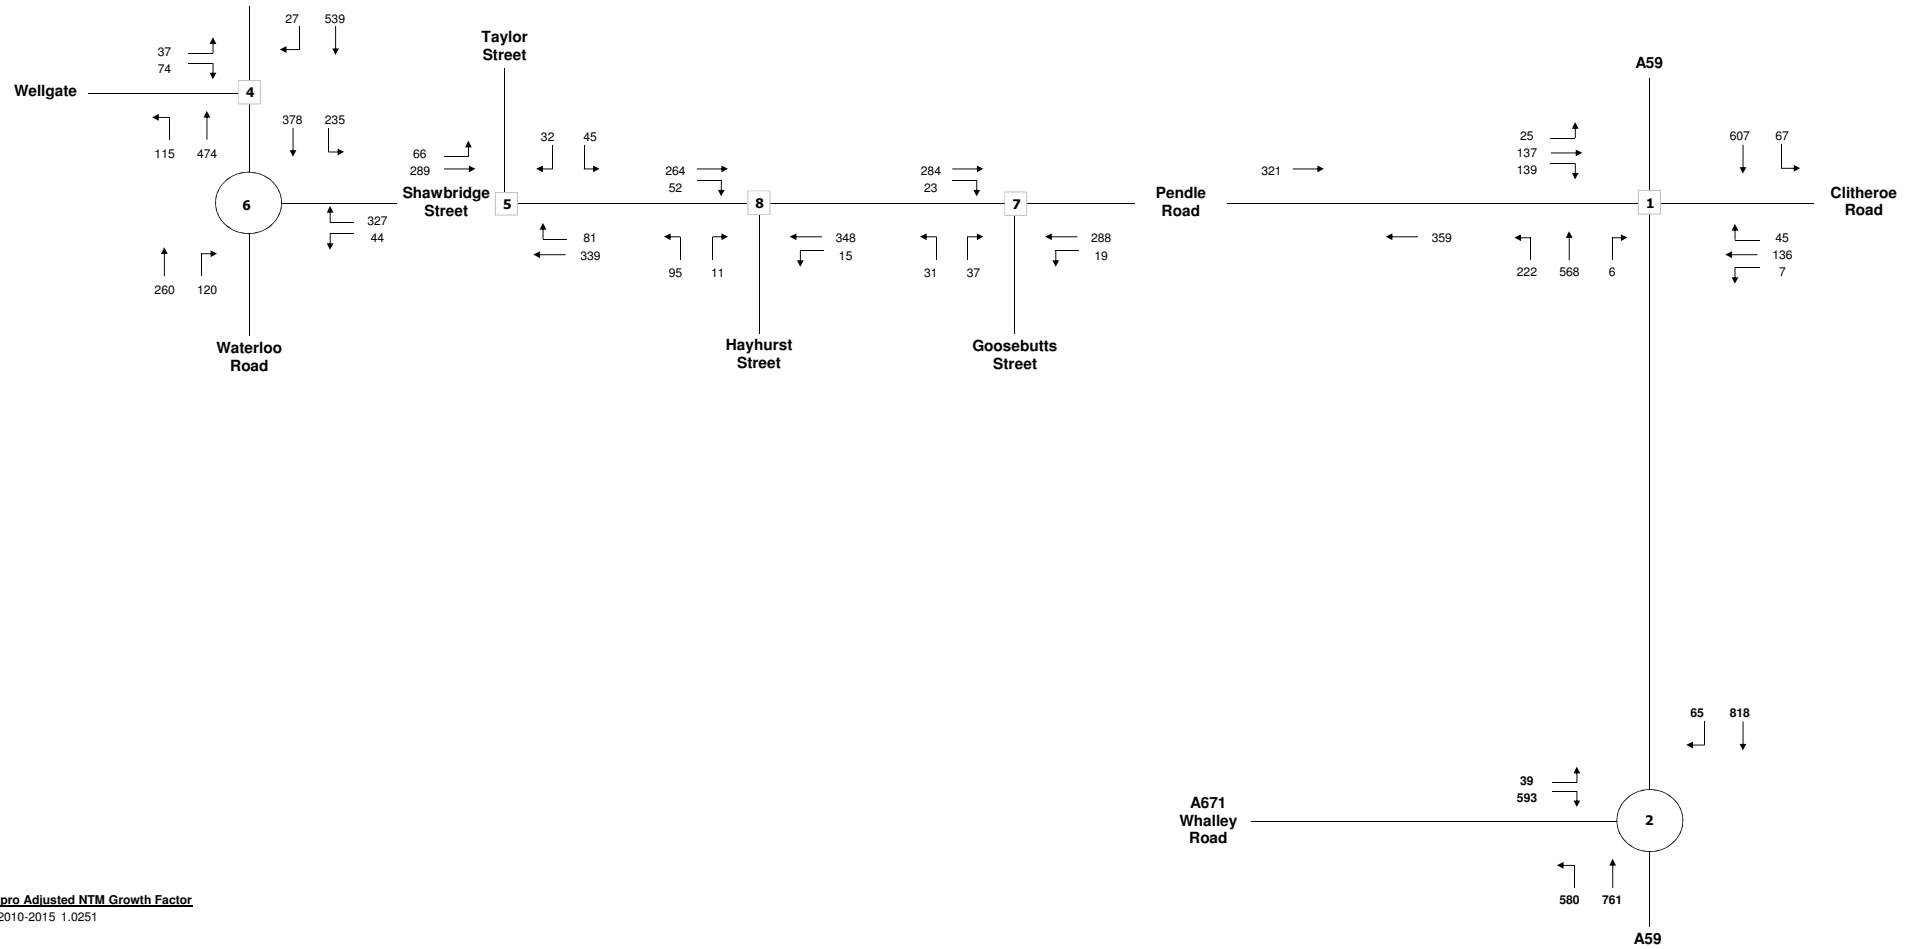 27 539
Taylor
Street
37
74
A59
Wellgate
4
378 235
115 474
66
289
32 45
264
52
284
23
321
25
137
139
607 67
Shawbridge
Street
6
5
8
7
Pendle
Road
1
Clitheroe
Road
327
44
81
339
348
15
288
19
359
45
136
7
260 120
95 11
31 37
222 568 6
Waterloo
Road
Hayhurst
Street
Goosebutts
Street
65 818
39
593
A671
Whalley
Road
2
580 761
pro Adjusted NTM Growth Factor
2010-2015 1.0251
A59